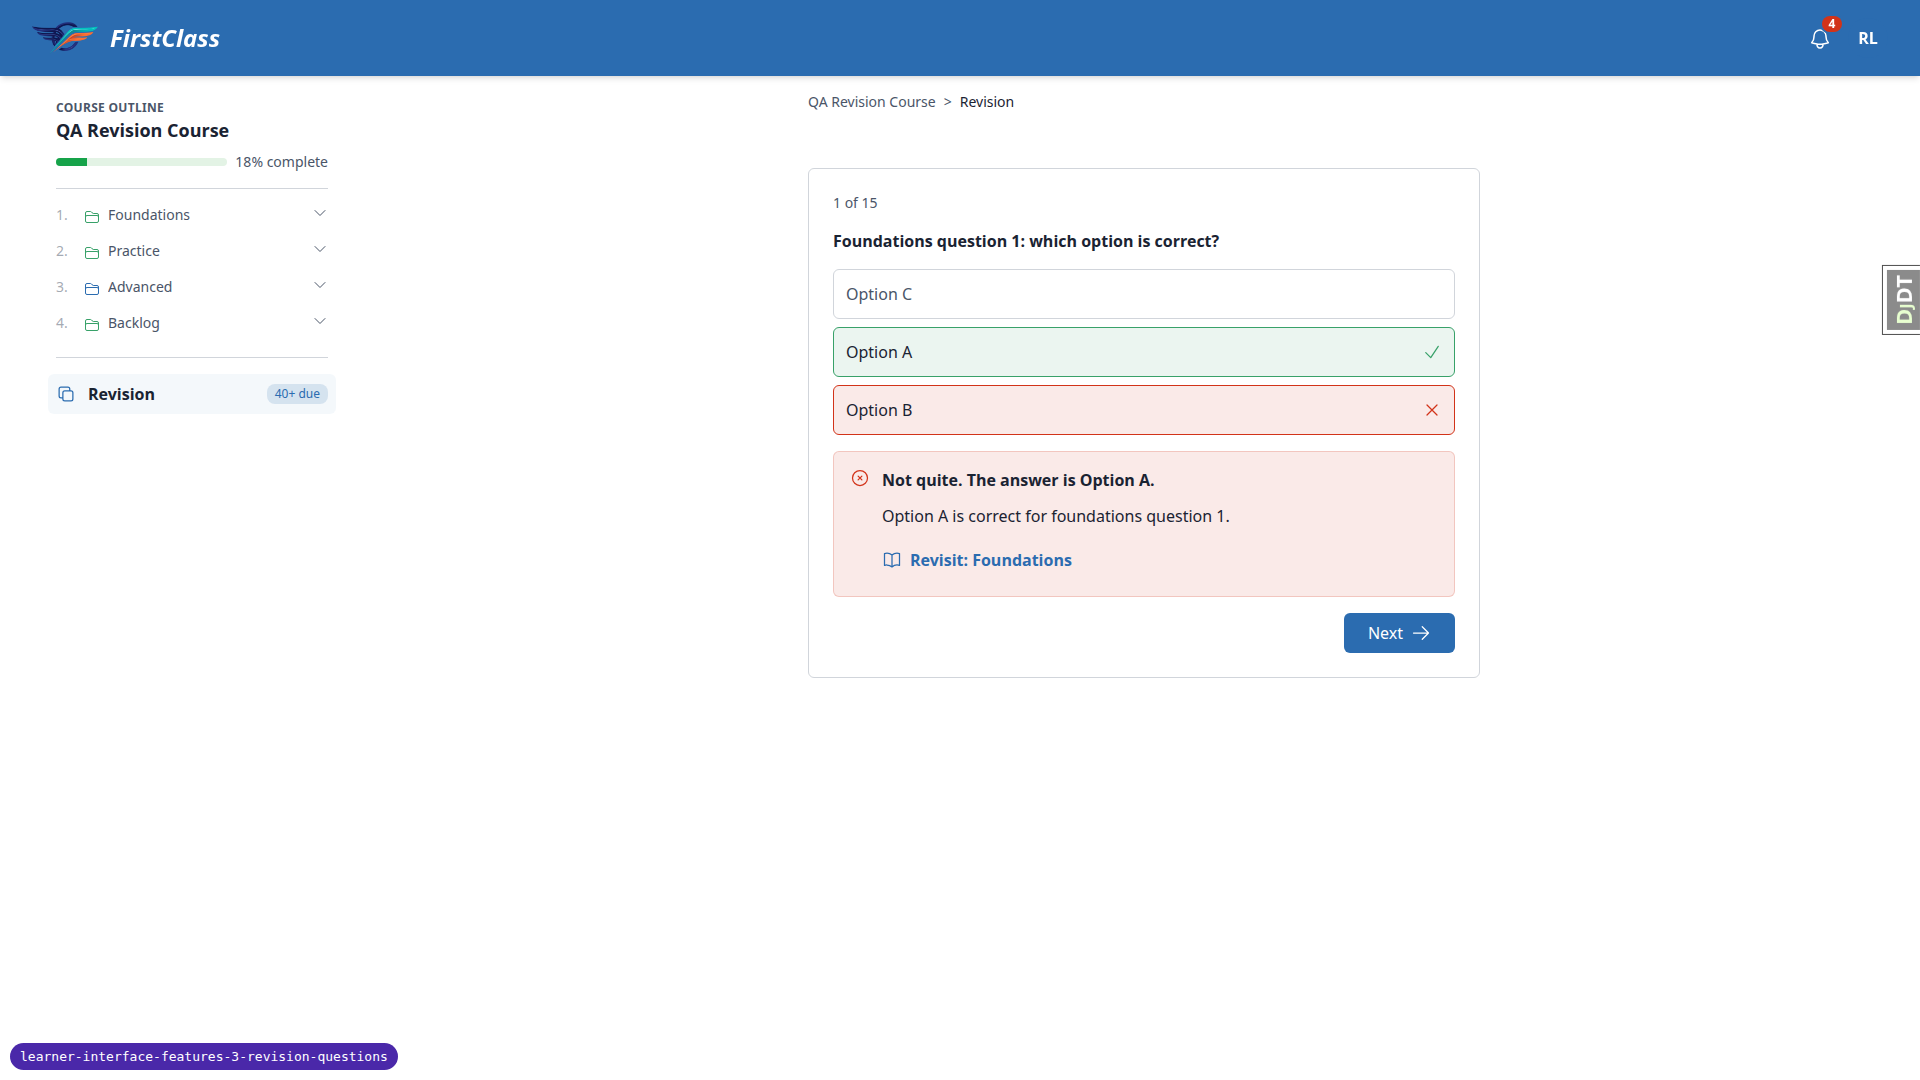 FirstClass
4
RL
COURSE OUTLINE
QA Revision Course
18% complete
1. Foundations
2. Practice
3. Advanced
4. Backlog
Revision 40+ due
QA Revision Course > Revision
1 of 15
Foundations question 1: which option is correct?
Option C
Option A
Option B
Not quite. The answer is Option A.
Option A is correct for foundations question 1.
Revisit: Foundations
Next
DjDT
learner-interface-features-3-revision-questions